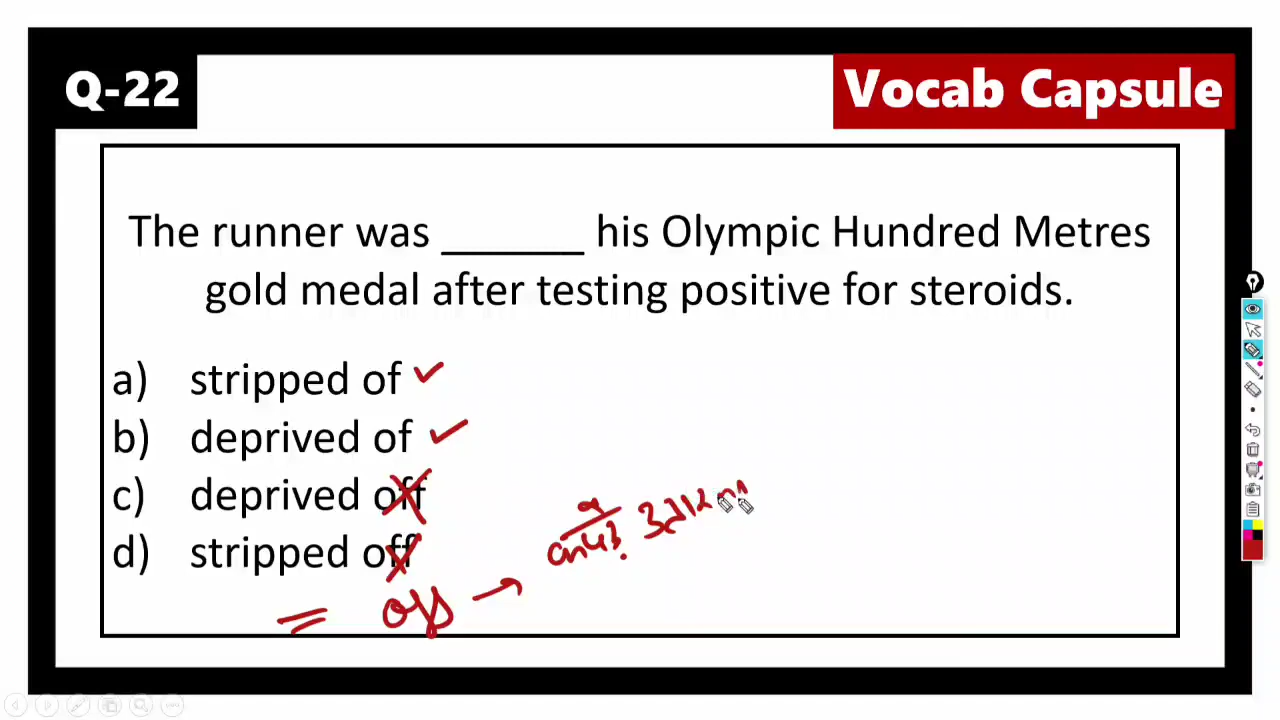 Q-22
Vocab Capsule
The runner was ______ his Olympic Hundred Metres
gold medal after testing positive for steroids.
a) stripped of
b) deprived of
c) deprived off
d) stripped off
= off →